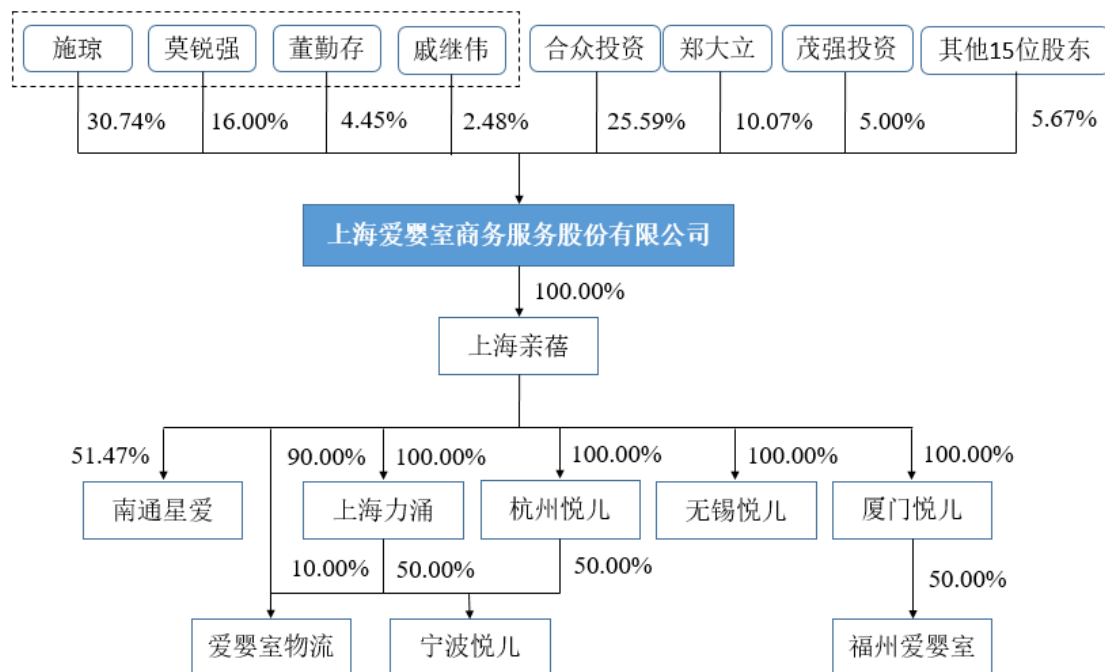 施琼 莫锐强 董勤存 戚继伟 合众投资 郑大立 茂强投资 其他15位股东
30.74% 16.00% 4.45% 2.48% 25.59% 10.07% 5.00% 5.67%
上海爱婴室商务服务股份有限公司
100.00%
上海亲蓓
51.47% 90.00% 100.00% 100.00% 100.00% 100.00%
南通星爱 上海力涌 杭州悦儿 无锡悦儿 厦门悦儿
10.00% 50.00% 50.00% 50.00%
爱婴室物流 宁波悦儿 福州爱婴室